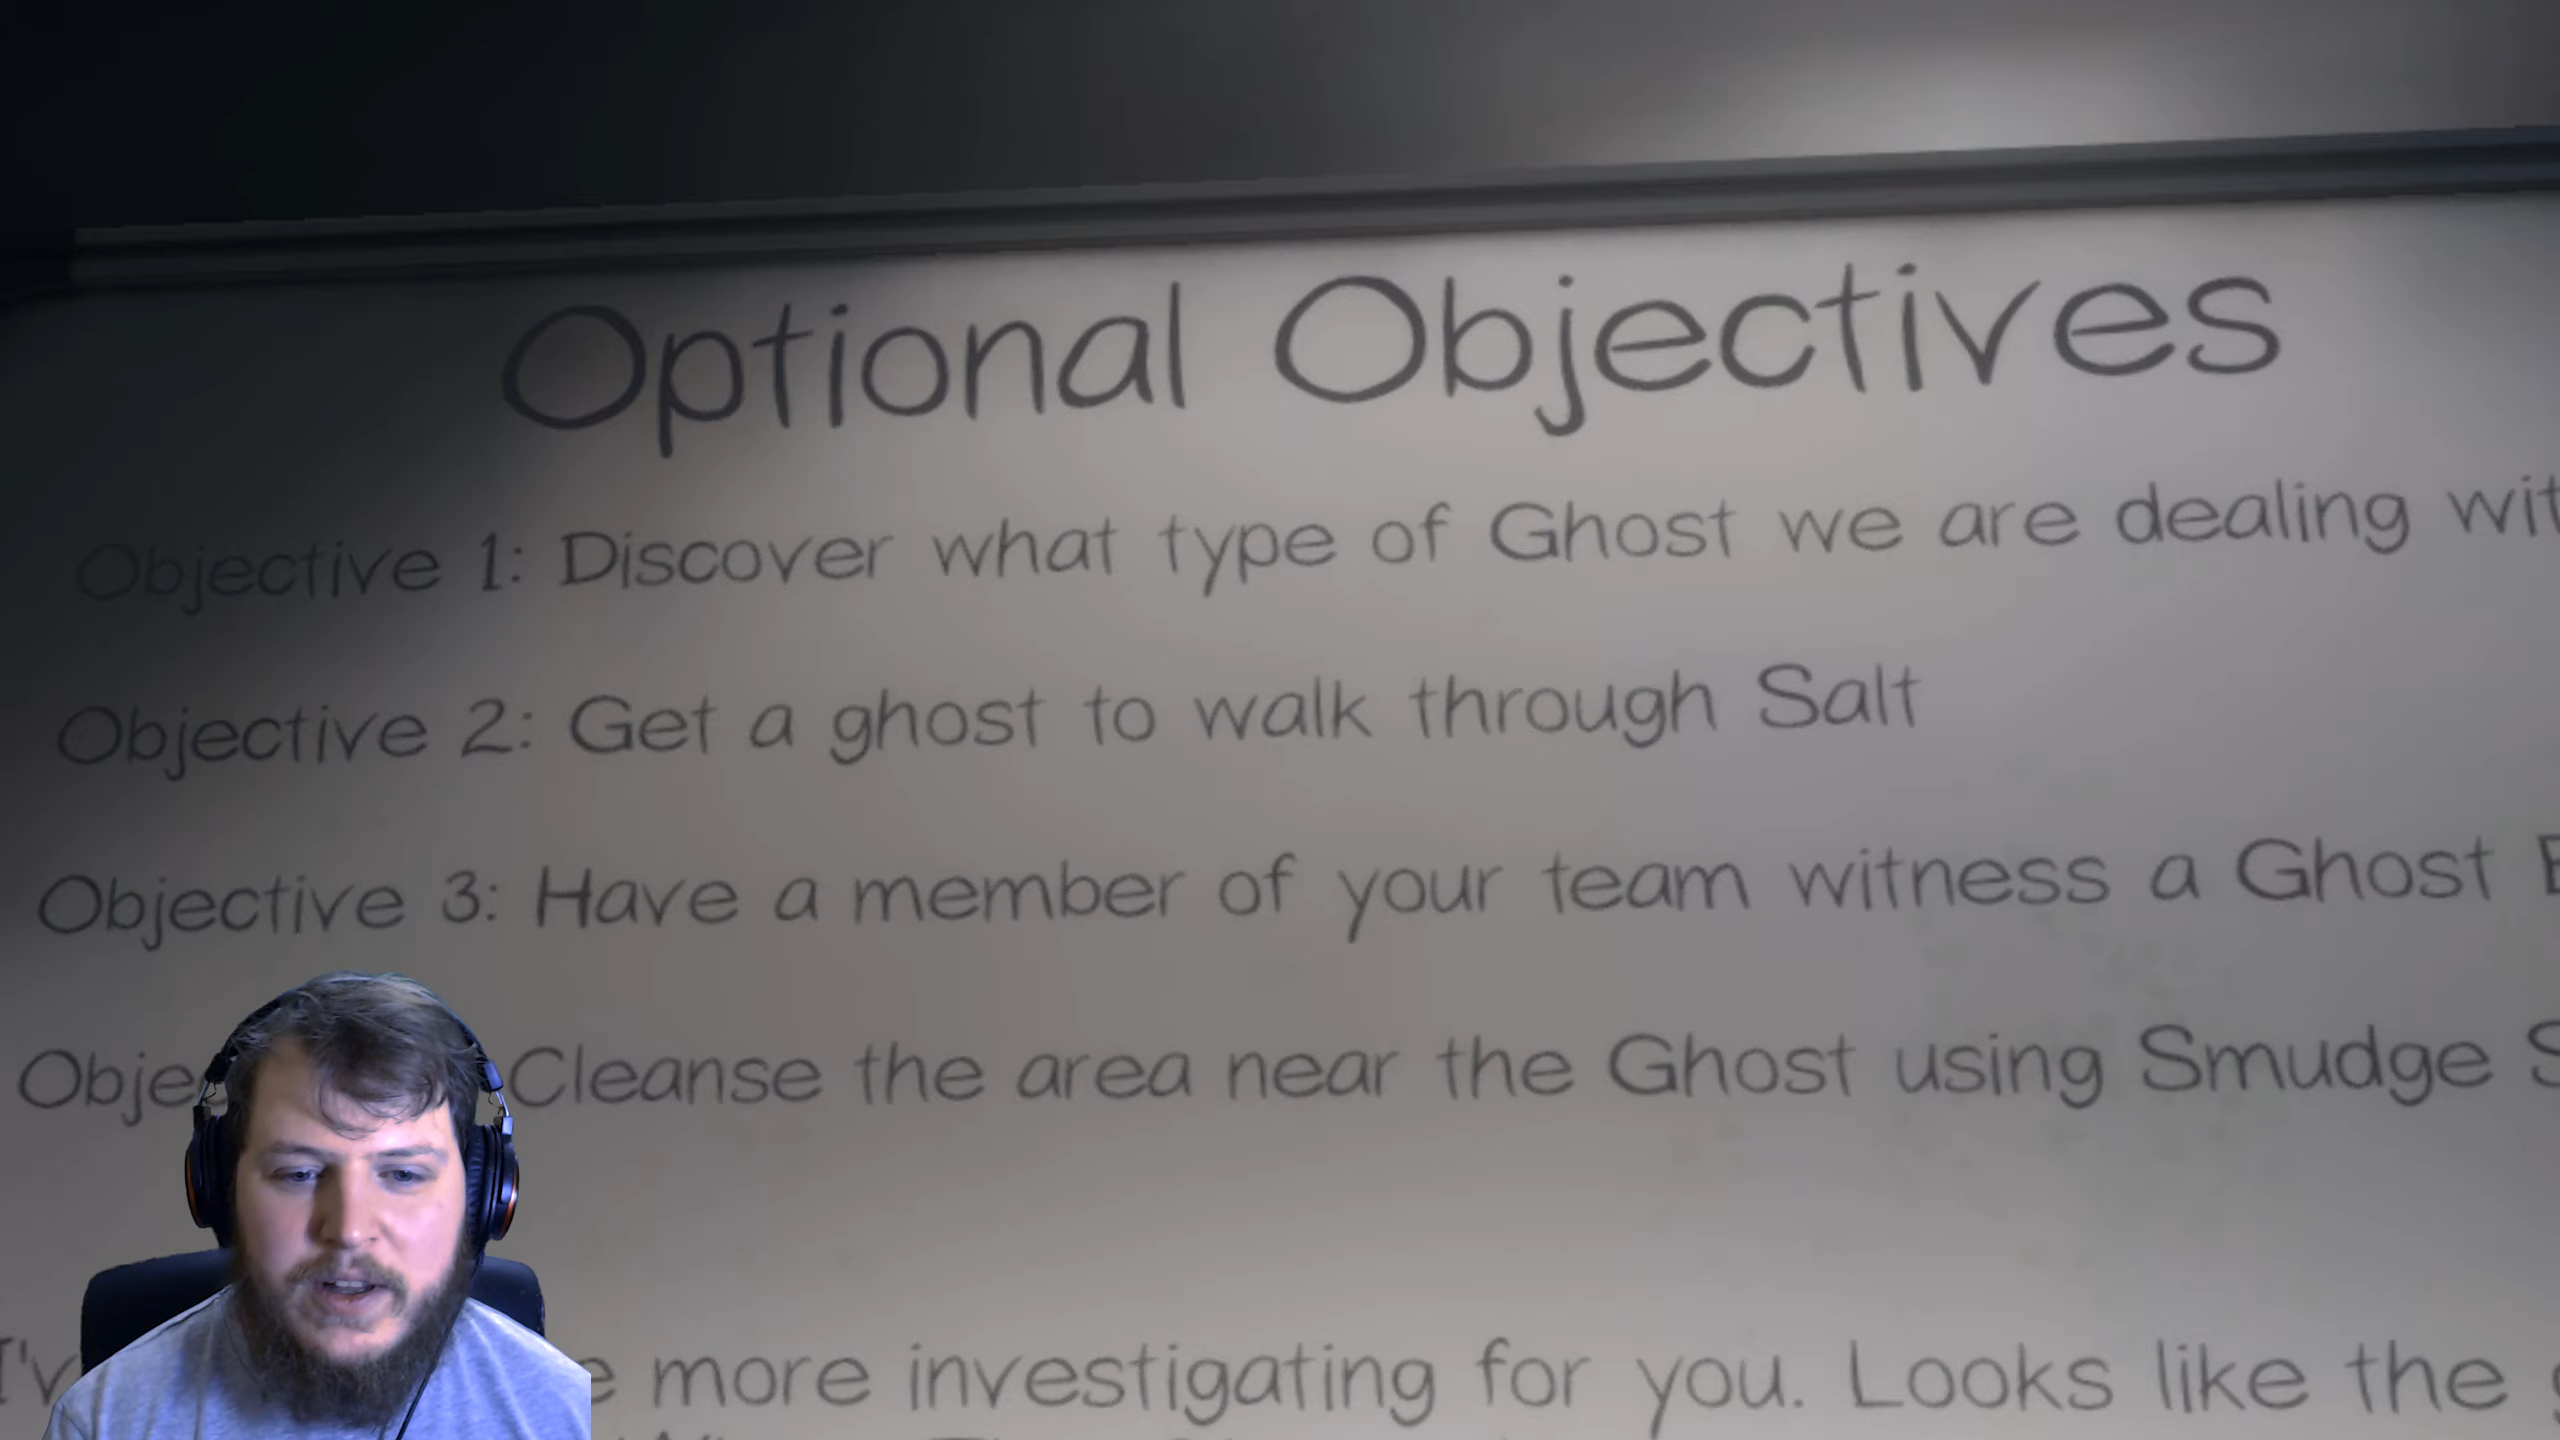 Optional Objectives
Objective 1: Discover what type of Ghost we are dealing wit
Objective 2: Get a ghost to walk through Salt
Objective 3: Have a member of your team witness a Ghost E
Obje Cleanse the area near the Ghost using Smudge S
I'v e more investigating for you. Looks like the g